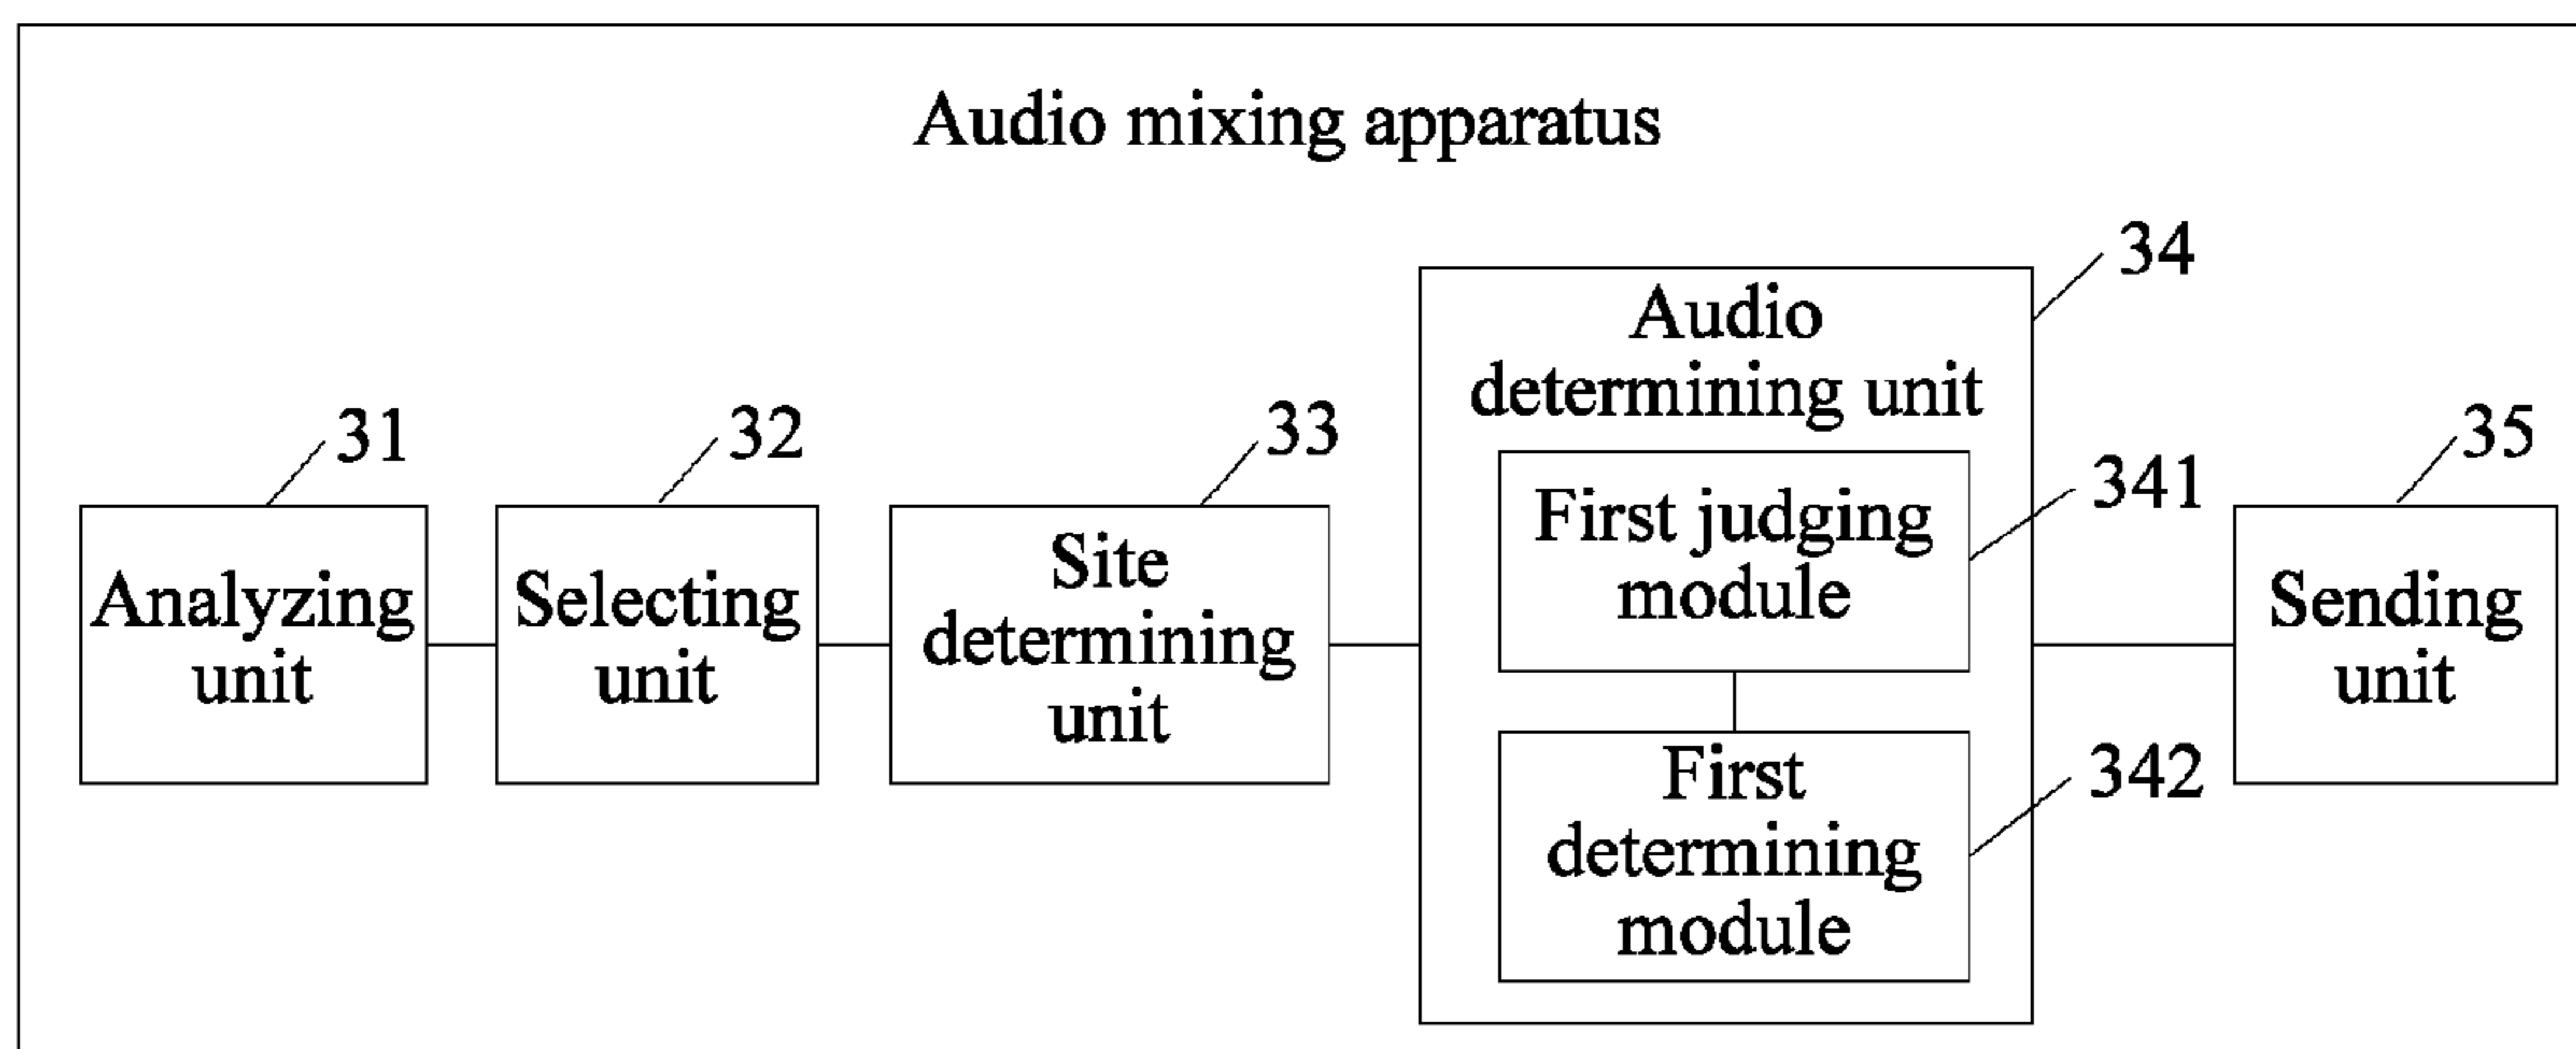 Audio mixing apparatus
31
Analyzing
unit
32
Selecting
unit
33
Site
determining
unit
34
Audio
determining unit
341
First judging
module
342
First
determining
module
35
Sending
unit